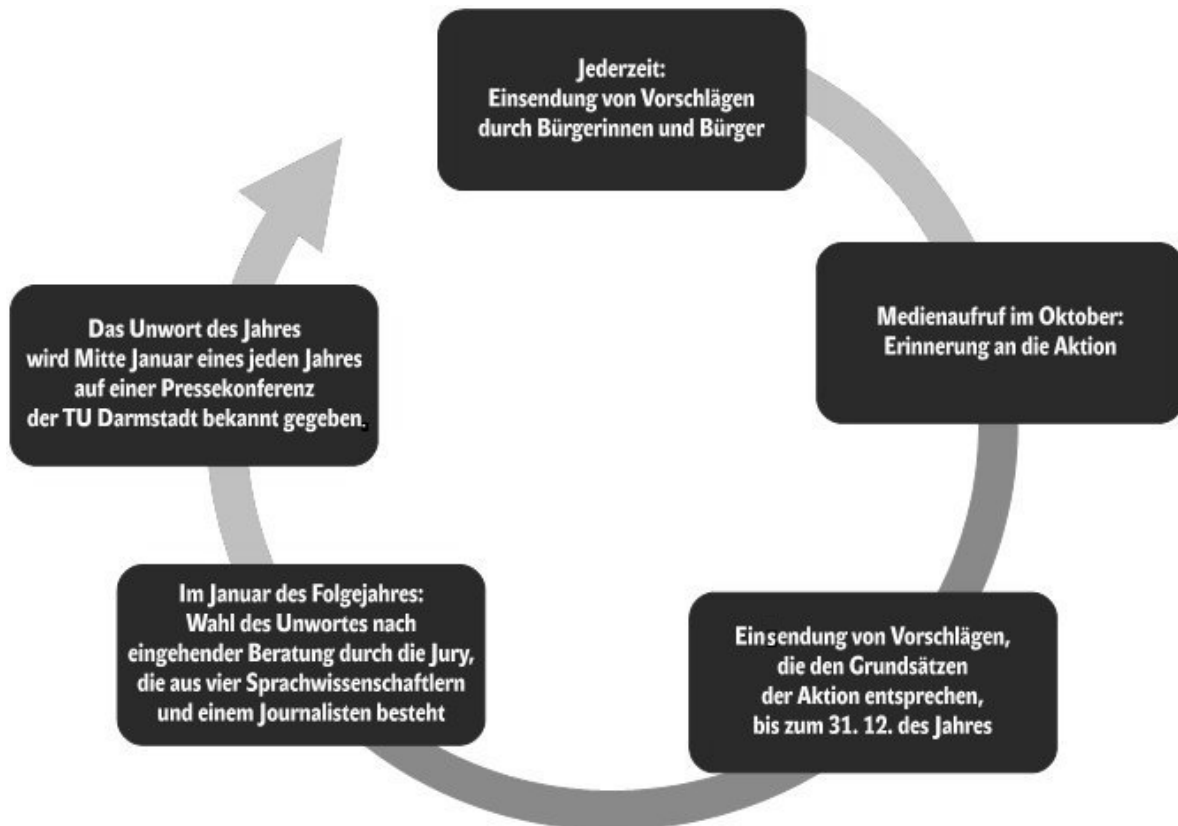 Jederzeit:
Einsendung von Vorschlägen
durch Bürgerinnen und Bürger
Medienaufruf im Oktober:
Erinnerung an die Aktion
Einsendung von Vorschlägen,
die den Grundsätzen
der Aktion entsprechen,
bis zum 31. 12. des Jahres
Im Januar des Folgejahres:
Wahl des Unwortes nach
eingehender Beratung durch die Jury,
die aus vier Sprachwissenschaftlern
und einem Journalisten besteht
Das Unwort des Jahres
wird Mitte Januar eines jeden Jahres
auf einer Pressekonferenz
der TU Darmstadt bekannt gegeben.